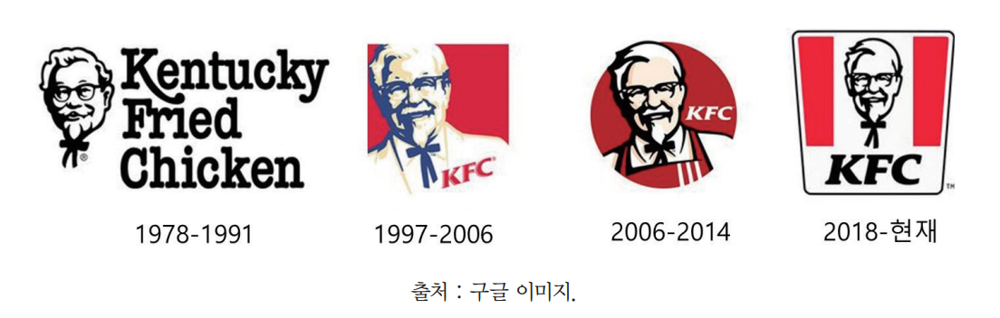 Kentucky
Fried
Chicken
®
KFC
KFC
KFC
TM
1978-1991
1997-2006
2006-2014
2018-현재
출처 : 구글 이미지.